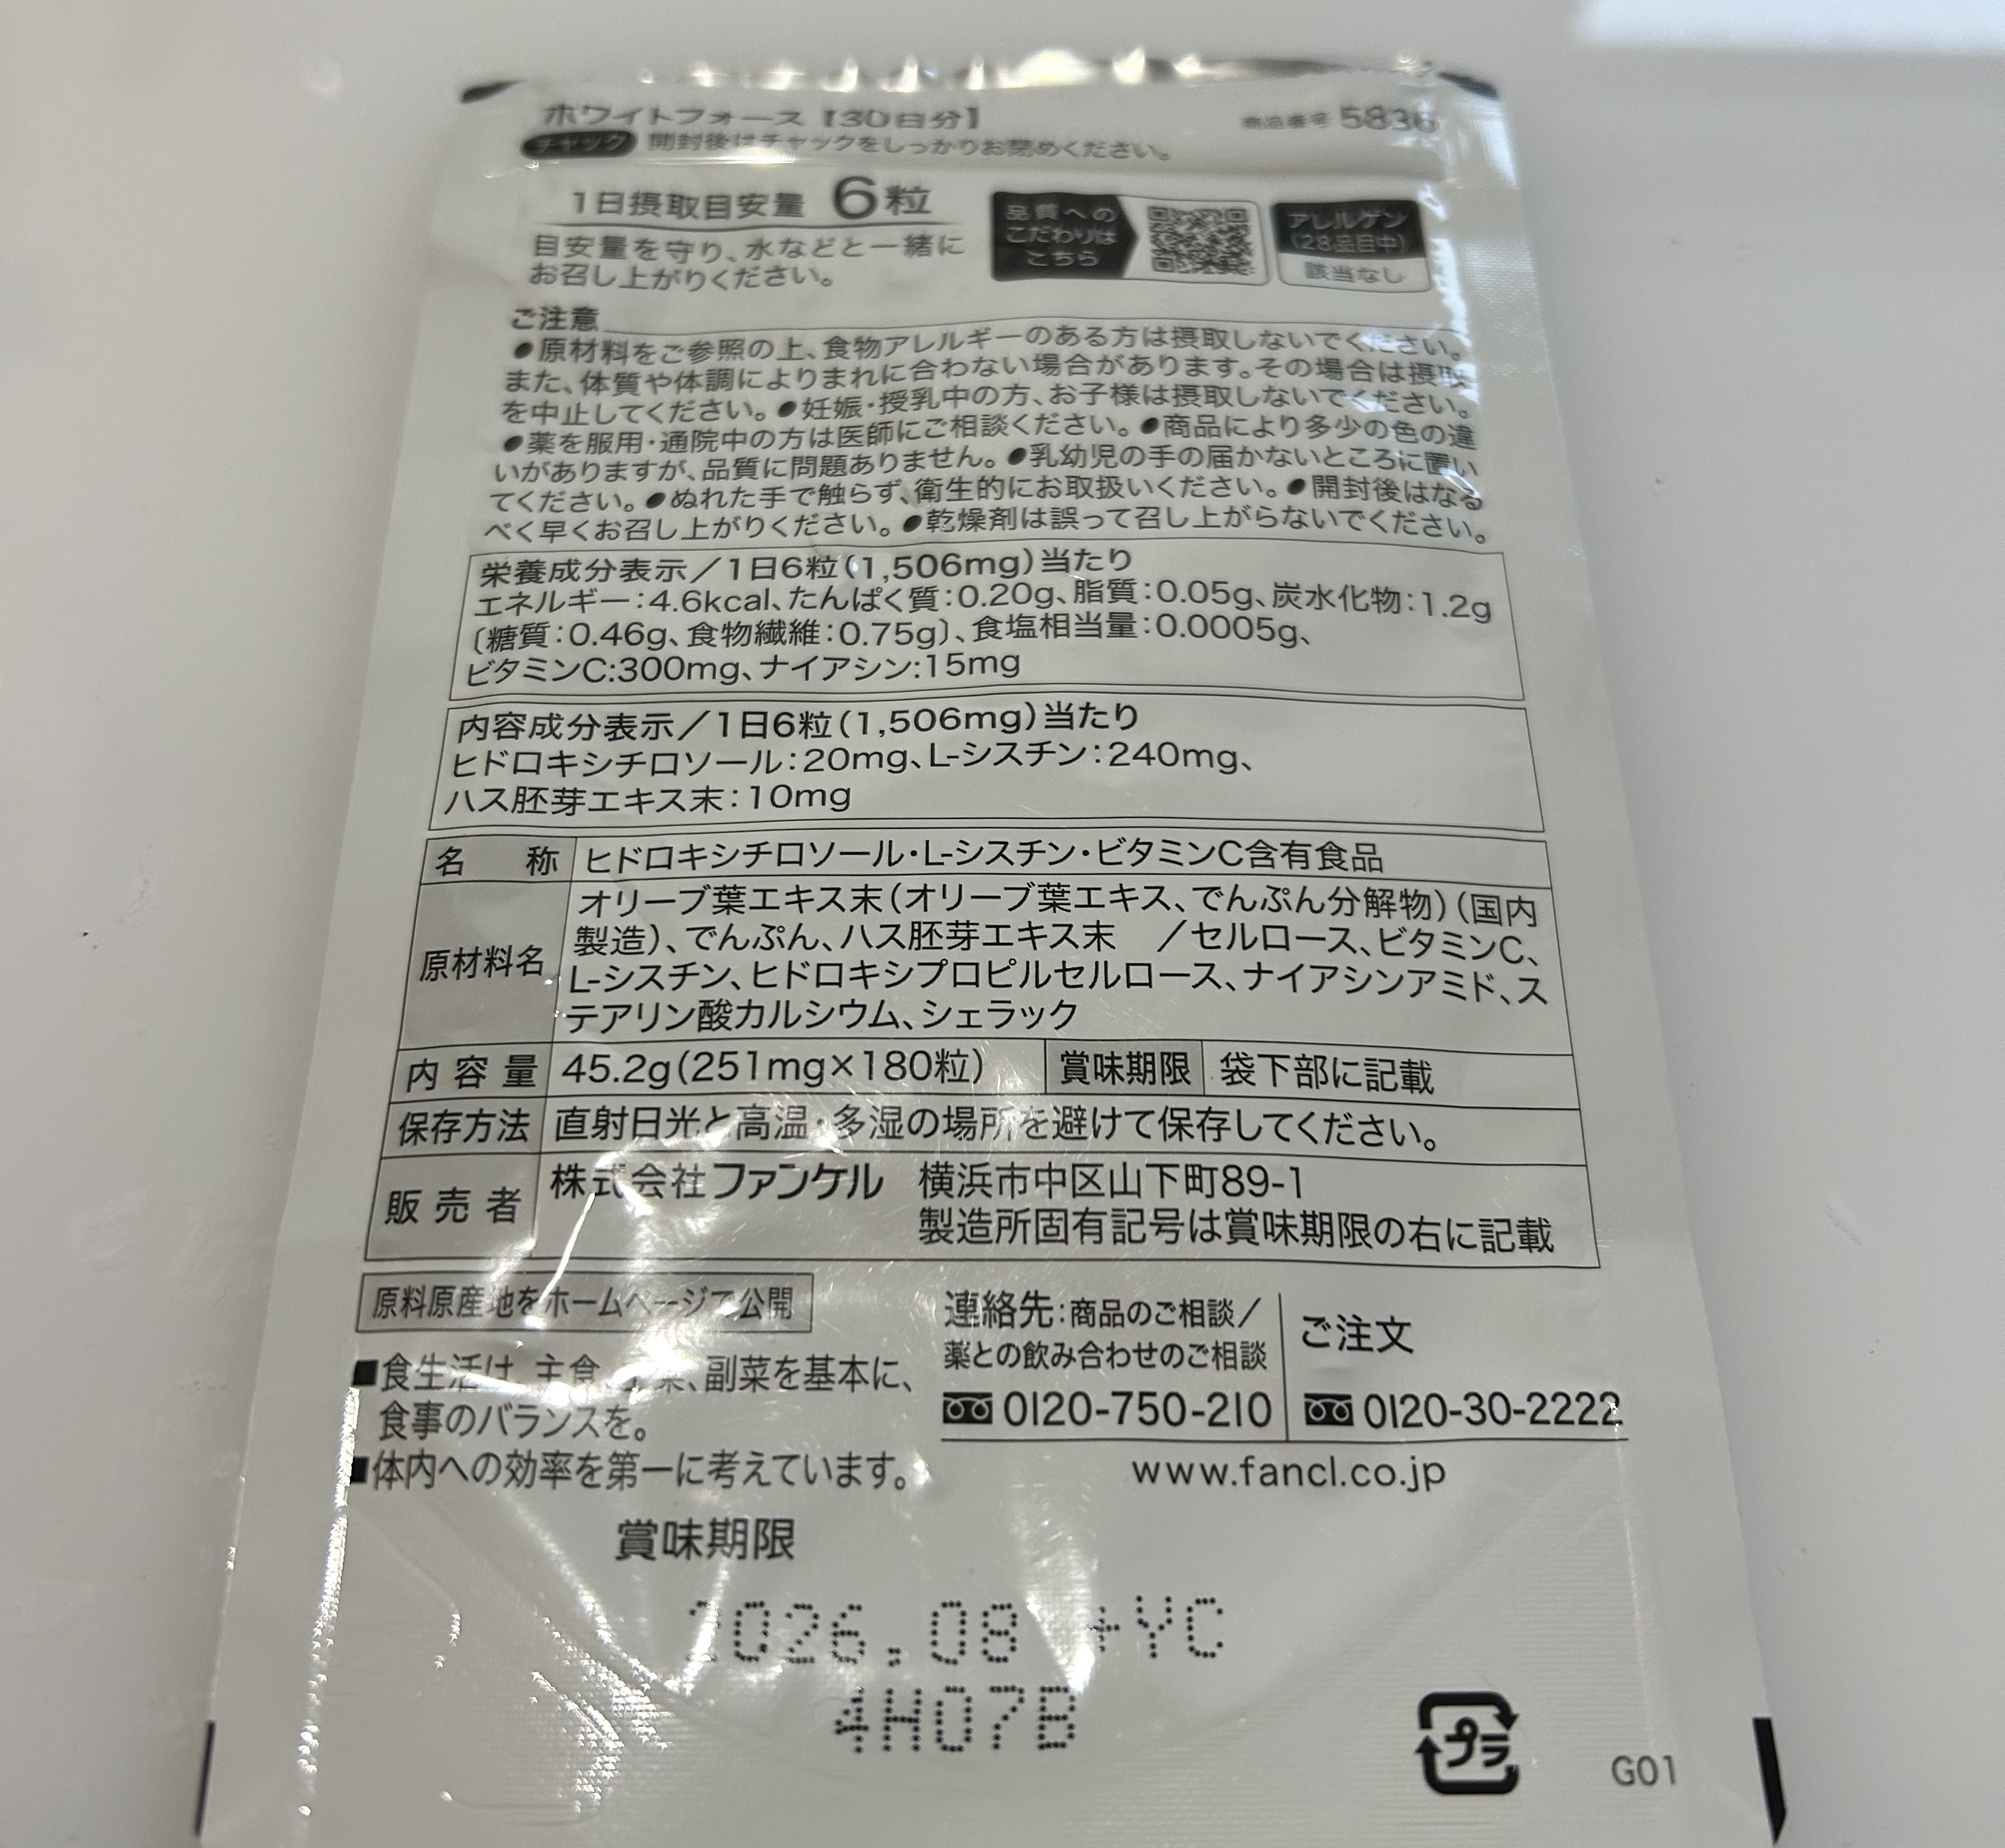 ホワイトフォース【30日分】
商品番号 5836
チャック 開封後はチャックをしっかりお閉めください。
1日摂取目安量 6粒
目安量を守り、水などと一緒に
お召し上がりください。
品質への
こだわりは
こちら
アレルゲン
(28品目中)
該当なし
ご注意
●原材料をご参照の上、食物アレルギーのある方は摂取しないでください。
また、体質や体調によりまれに合わない場合があります。その場合は摂取
を中止してください。●妊娠・授乳中の方、お子様は摂取しないでください。
●薬を服用・通院中の方は医師にご相談ください。●商品により多少の色の違
いがありますが、品質に問題ありません。●乳幼児の手の届かないところに置い
てください。●ぬれた手で触らず、衛生的にお取扱いください。●開封後はなる
べく早くお召し上がりください。●乾燥剤は誤って召し上がらないでください。
栄養成分表示/1日6粒(1,506mg)当たり
エネルギー:4.6kcal、たんぱく質:0.20g、脂質:0.05g、炭水化物:1.2g
〔糖質:0.46g、食物繊維:0.75g〕、食塩相当量:0.0005g、
ビタミンC:300mg、ナイアシン:15mg
内容成分表示/1日6粒(1,506mg)当たり
ヒドロキシチロソール:20mg、L-シスチン:240mg、
ハス胚芽エキス末:10mg
名 称 ヒドロキシチロソール・L-シスチン・ビタミンC含有食品
原材料名 オリーブ葉エキス末(オリーブ葉エキス、でんぷん分解物)(国内
製造)、でんぷん、ハス胚芽エキス末 /セルロース、ビタミンC、
L-シスチン、ヒドロキシプロピルセルロース、ナイアシンアミド、ス
テアリン酸カルシウム、シェラック
内容量 45.2g(251mg×180粒) 賞味期限 袋下部に記載
保存方法 直射日光と高温・多湿の場所を避けて保存してください。
販売者 株式会社ファンケル 横浜市中区山下町89-1
製造所固有記号は賞味期限の右に記載
原料原産地をホームページで公開
■食生活は、主食、主菜、副菜を基本に、
食事のバランスを。
■体内への効率を第一に考えています。
連絡先:商品のご相談/
薬との飲み合わせのご相談
0120-750-210
ご注文
0120-30-2222
www.fancl.co.jp
賞味期限
2026.08 +YC
4H07B
プラ
G01